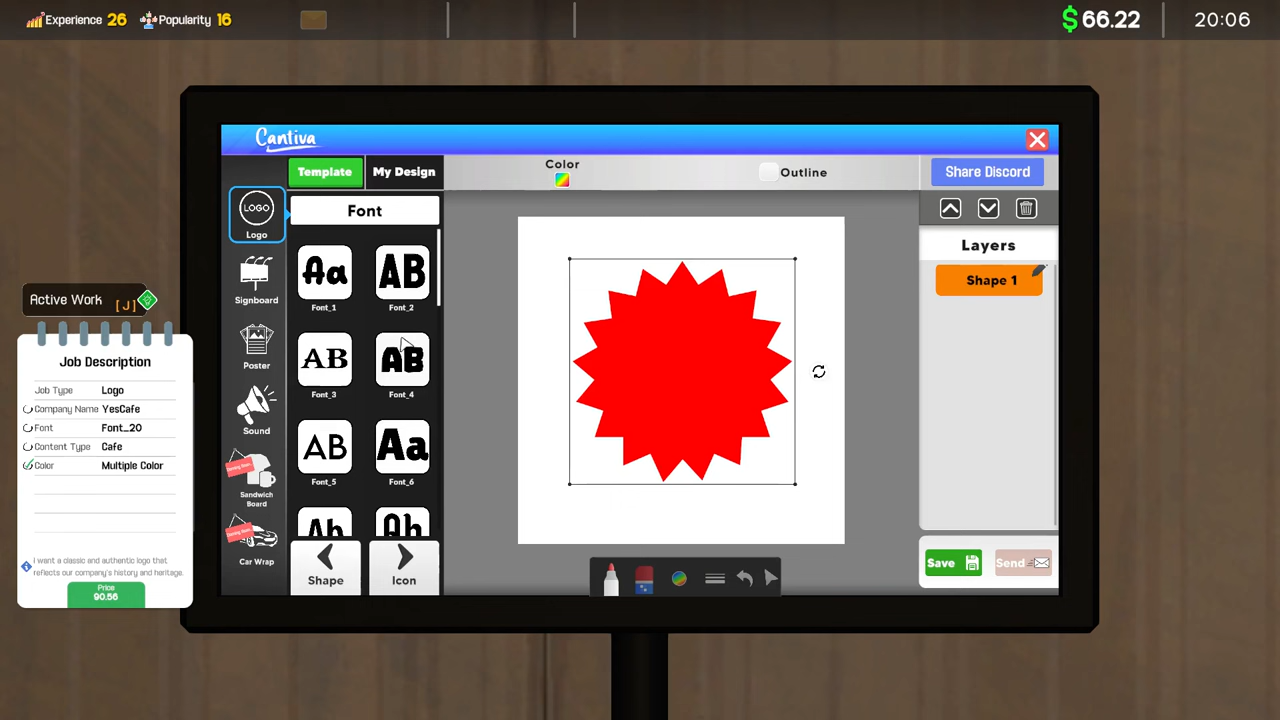 Experience 26 Popularity 16
$ 66.22 20:06
Cantiva
Template My Design
Color
Outline
Share Discord
LOGO
Logo
Signboard
Poster
Sound
Sandwich
Board
Car Wrap
Font
Aa AB
Font_1 Font_2
AB AB
Font_3 Font_4
AB Aa
Font_5 Font_6
Ab Qb
Shape Icon
Layers
Shape 1
Save Send
Active Work [J]
Job Description
Job Type Logo
Company Name YesCafe
Font Font_20
Content Type Cafe
Color Multiple Color
I want a classic and authentic logo that
reflects our company's history and heritage.
Price
90.56